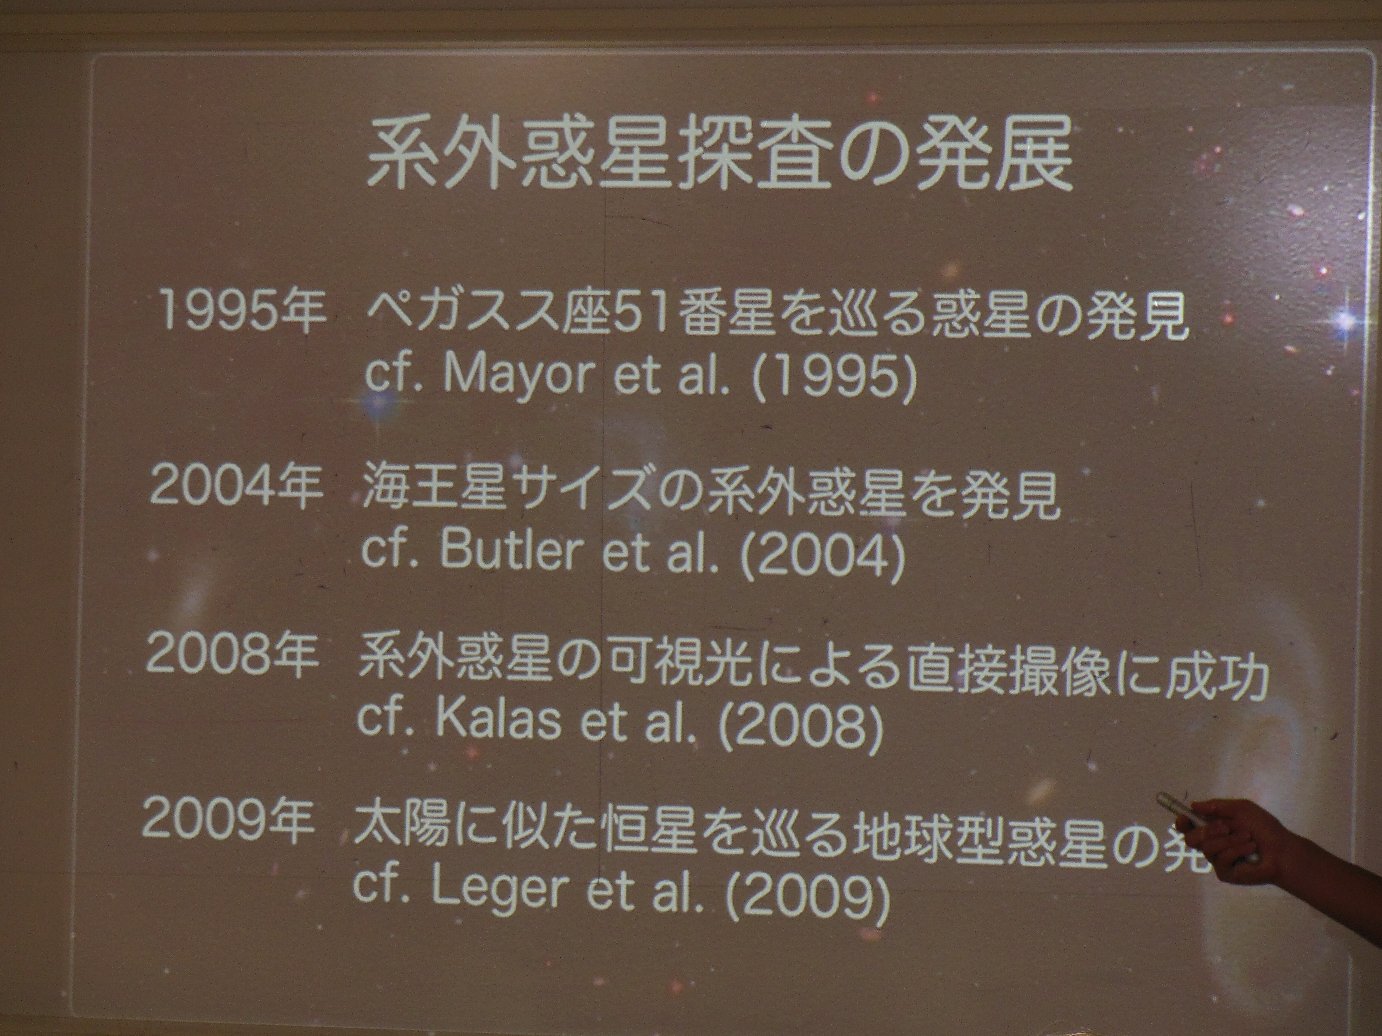 系外惑星探査の発展
1995年 ペガスス座51番星を巡る惑星の発見
cf. Mayor et al. (1995)
2004年 海王星サイズの系外惑星を発見
cf. Butler et al. (2004)
2008年 系外惑星の可視光による直接撮像に成功
cf. Kalas et al. (2008)
2009年 太陽に似た恒星を巡る地球型惑星の発
cf. Leger et al. (2009)